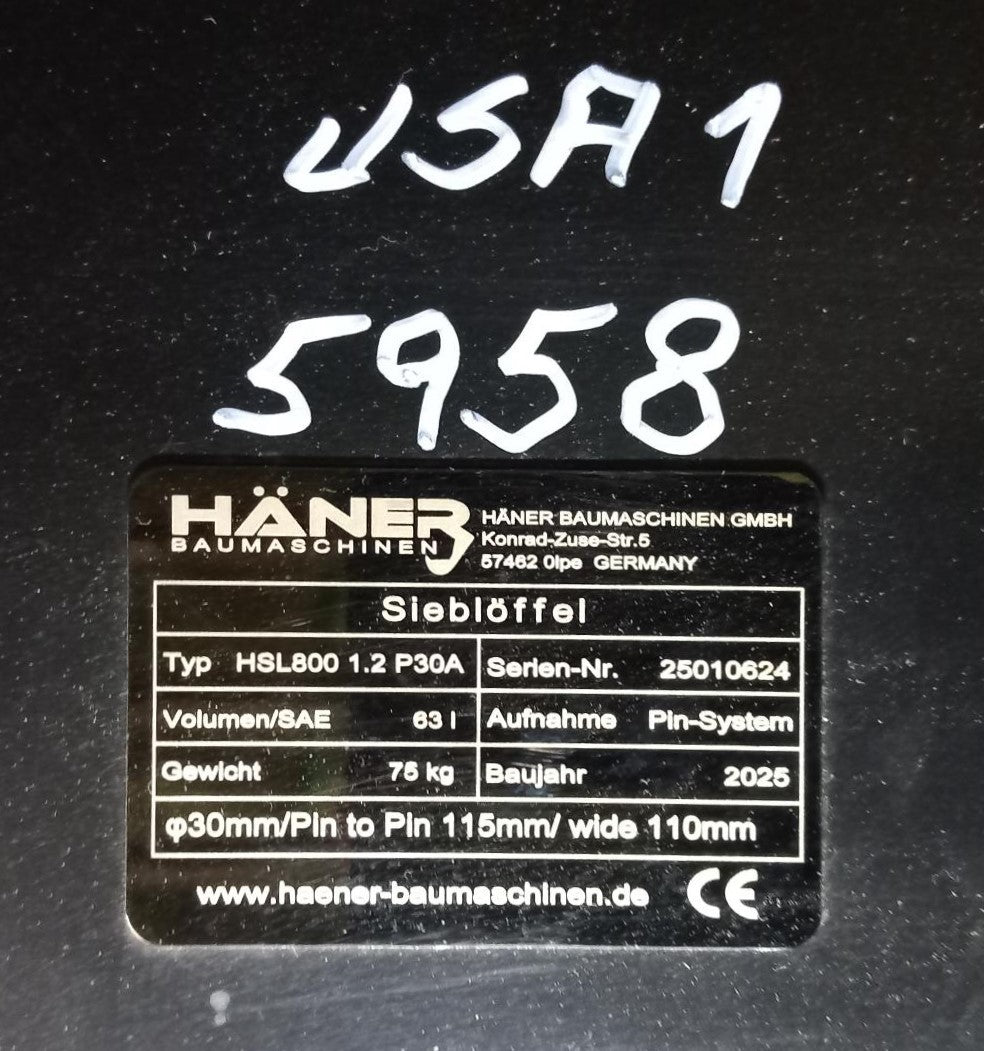 USA 1
5958
HÄNER
BAUMASCHINEN
HÄNER BAUMASCHINEN GMBH
Konrad-Zuse-Str.5
57462 Olpe GERMANY
Sieblöffel
Typ HSL800 1.2 P30A
Serien-Nr. 25010624
Volumen/SAE 63 l
Aufnahme Pin-System
Gewicht 75 kg
Baujahr 2025
φ30mm/Pin to Pin 115mm/ wide 110mm
www.haener-baumaschinen.de CE